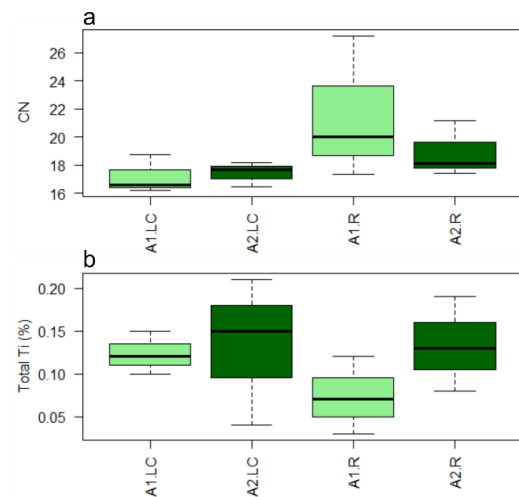 a
CN
26
24
22
20
18
16
A1.LC
A2.LC
A1.R
A2.R
b
Total Ti (%)
0.20
0.15
0.10
0.05
A1.LC
A2.LC
A1.R
A2.R